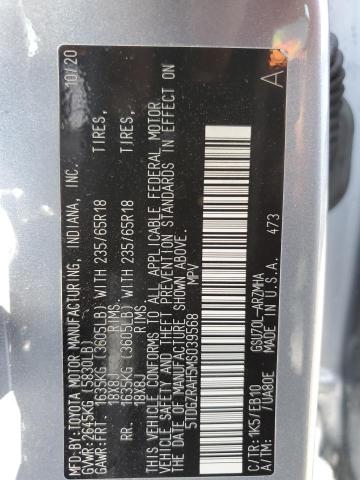 MFD.BY:TOYOTA MOTOR MANUFACTURING, INDIANA, INC. 10/20
GVWR:2645KG (5830LB)
GAWR:FRT. 1635KG (3605LB) WITH 235/65R18 TIRES,
18X8J RIMS,
RR. 1635KG (3605LB) WITH 235/65R18 TIRES,
18X8J RIMS,
THIS VEHICLE CONFORMS TO ALL APPLICABLE FEDERAL MOTOR
VEHICLE SAFETY AND THEFT PREVENTION STANDARDS IN EFFECT ON
THE DATE OF MANUFACTURE SHOWN ABOVE.
5TDGZRAH5MS039568 MPV
C/TR:1K5/EB10 GSU70L-ARZMHA
A/TM: /UA80E MADE IN U.S.A. 473
A